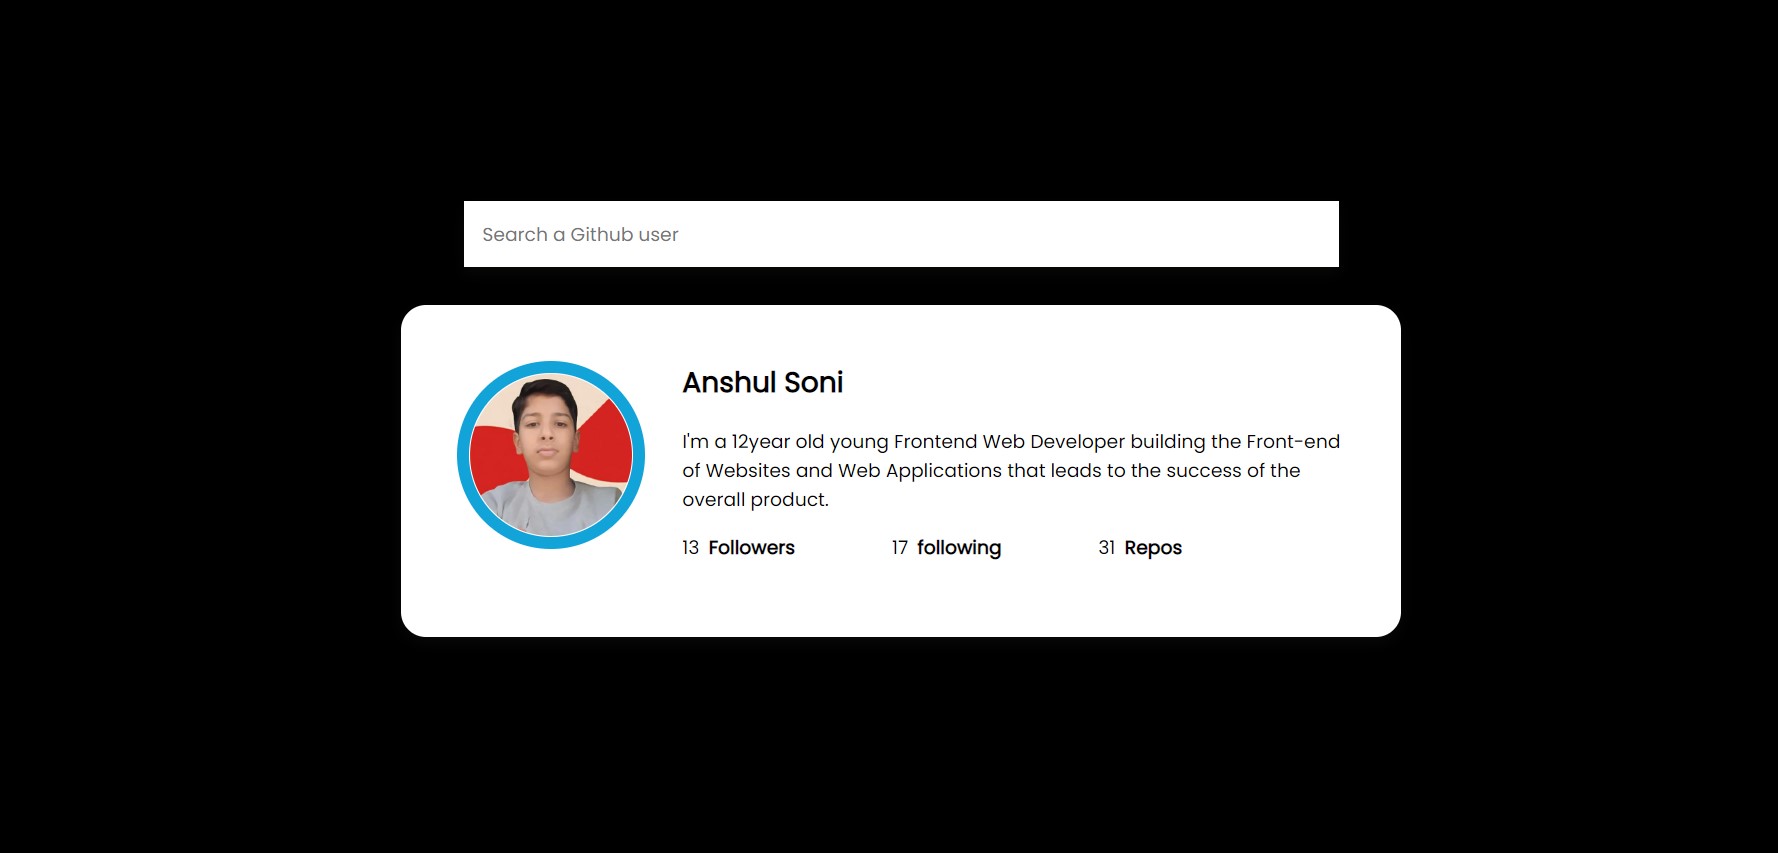 Search a Github user
Anshul Soni
I'm a 12year old young Frontend Web Developer building the Front-end
of Websites and Web Applications that leads to the success of the
overall product.
13 Followers 17 following 31 Repos